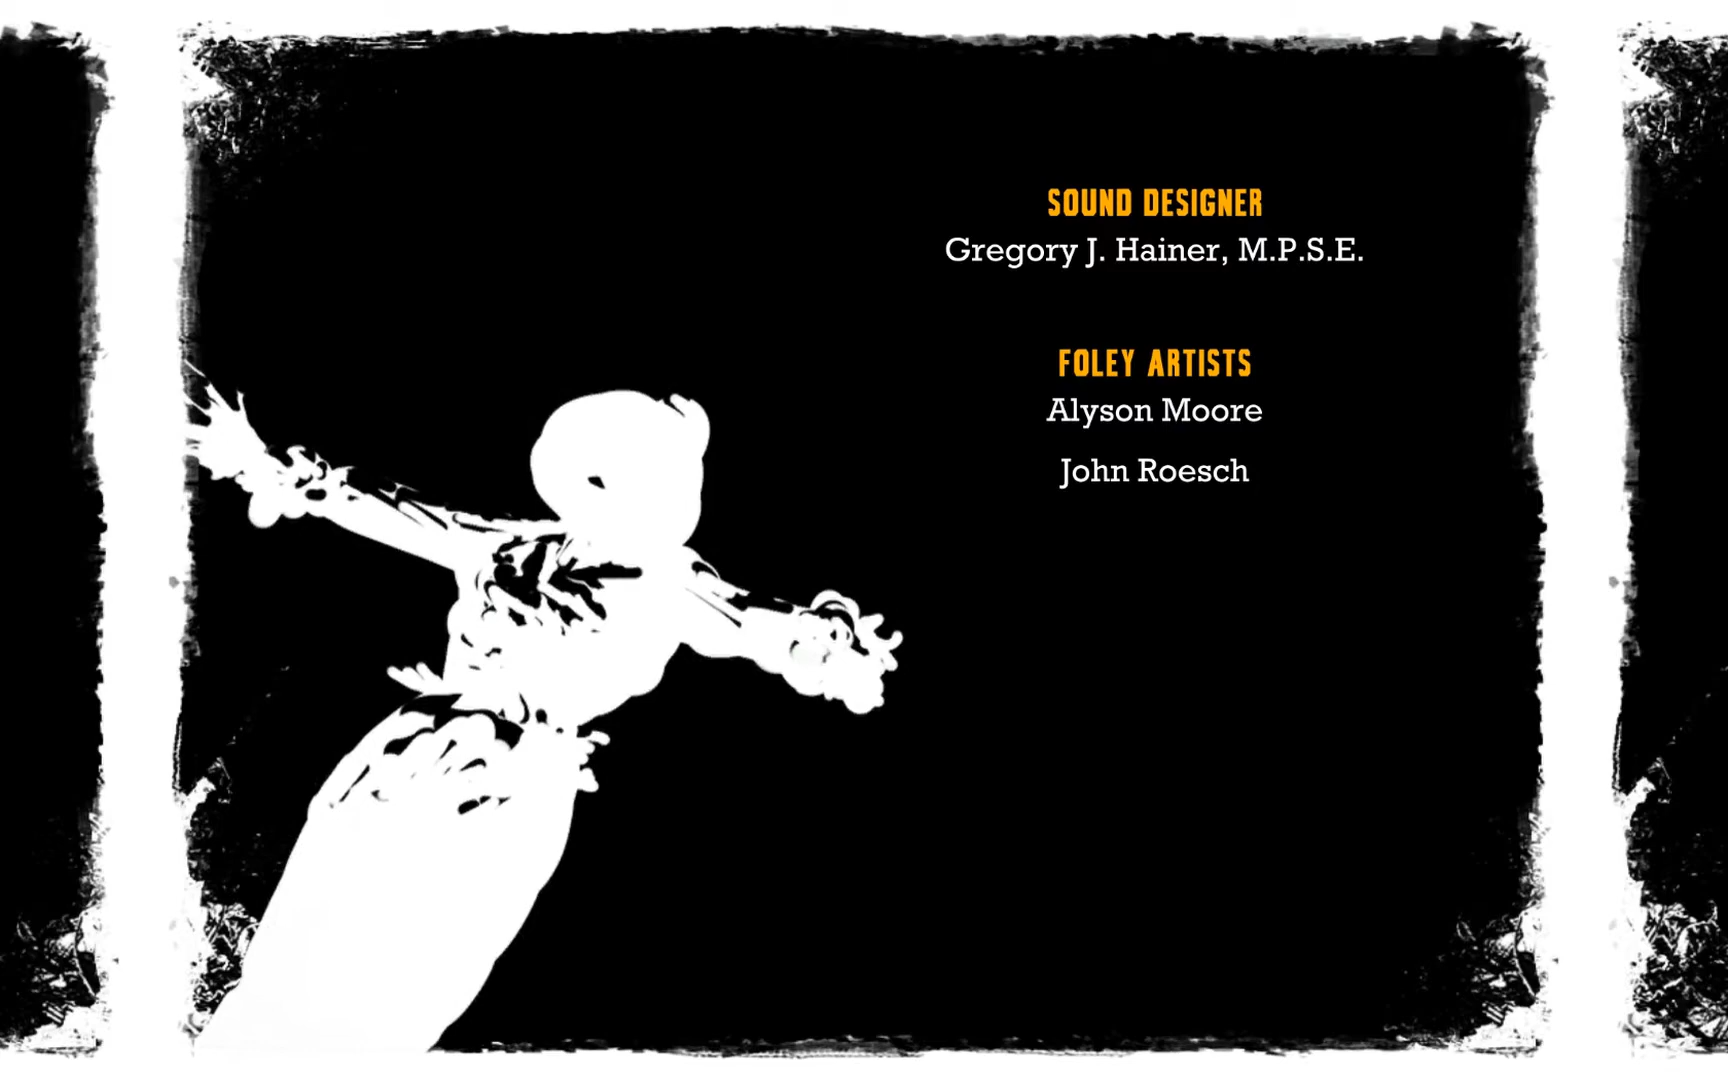 SOUND DESIGNER
Gregory J. Hainer, M.P.S.E.
FOLEY ARTISTS
Alyson Moore
John Roesch